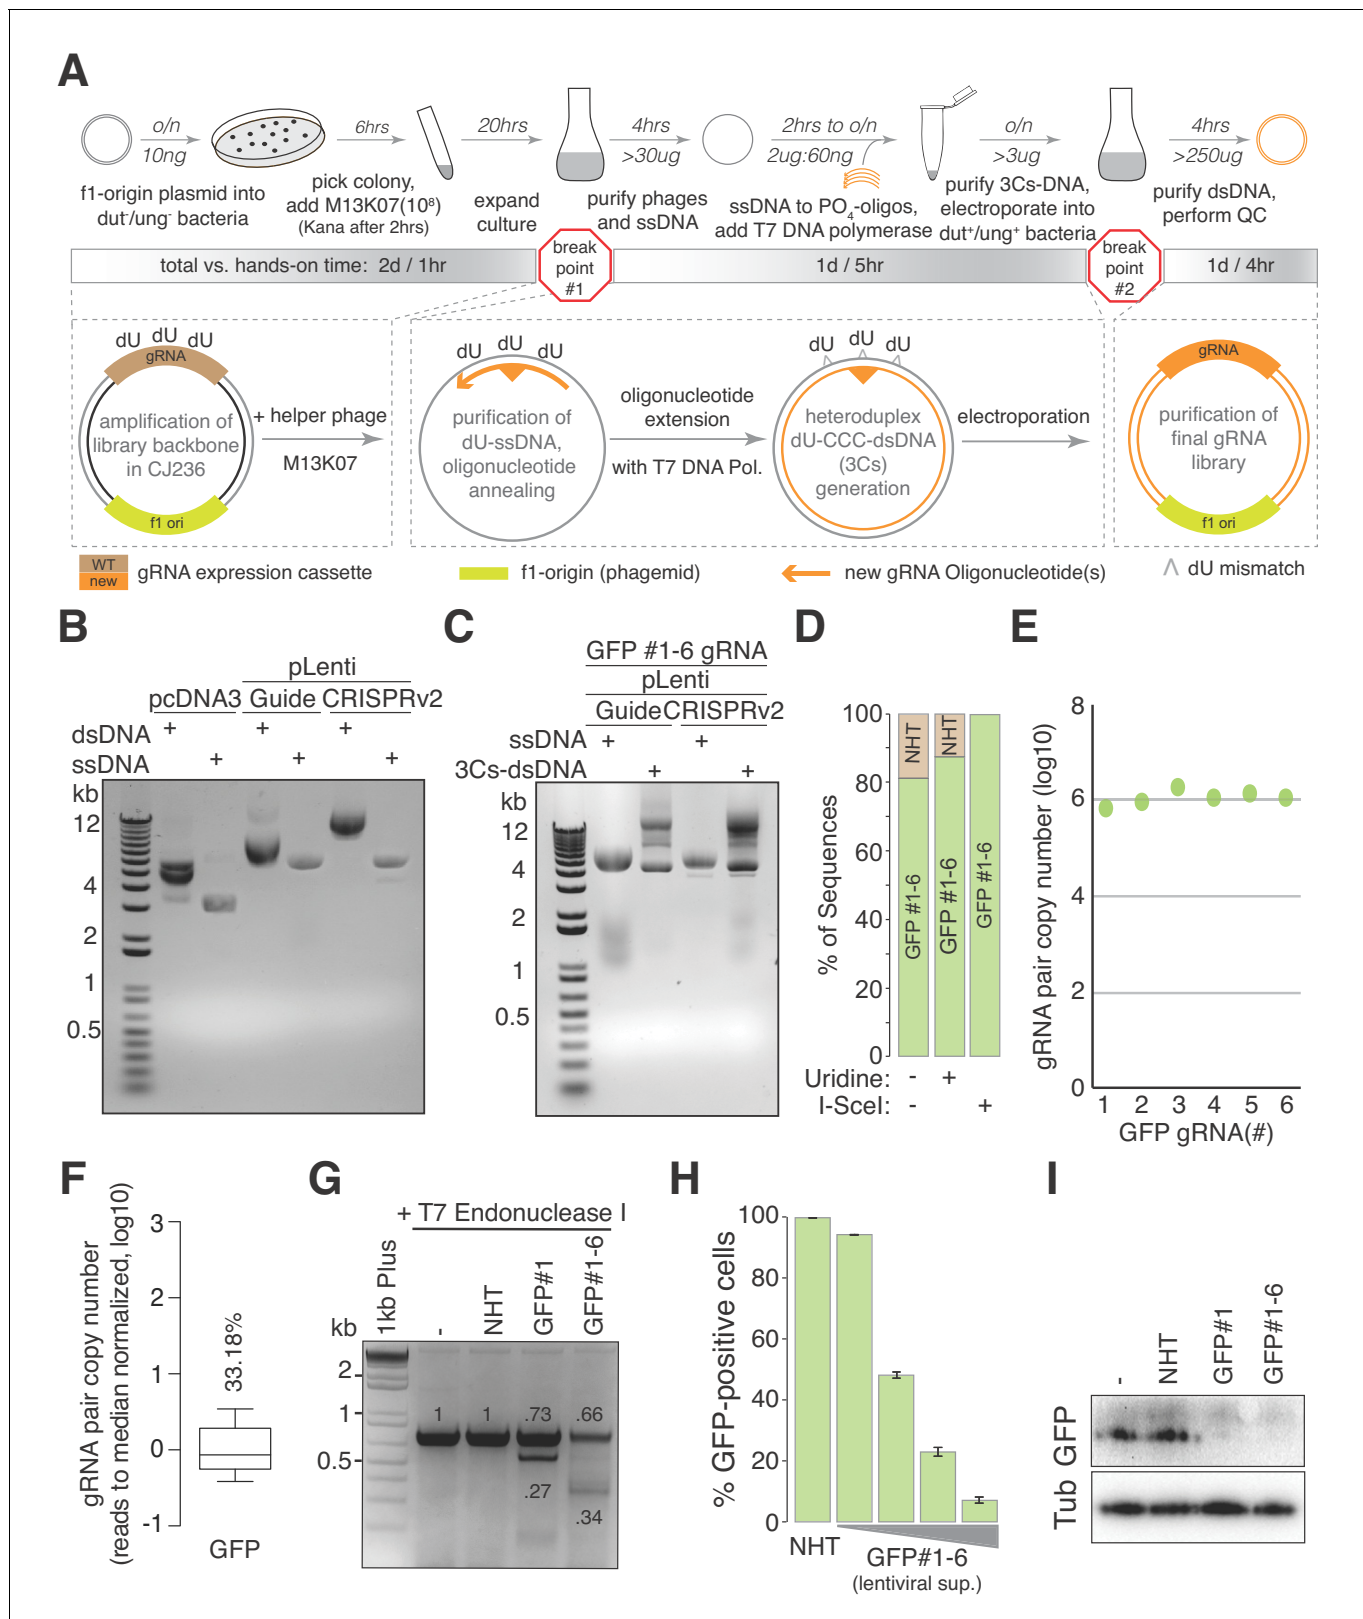 A
o/n
10ng
6hrs
20hrs
4hrs
>30ug
2hrs to o/n
2ug:60ng
o/n
>3ug
4hrs
>250ug
f1-origin plasmid into
dut-/ung- bacteria
pick colony,
add M13K07(10⁸)
(Kana after 2hrs)
expand
culture
purify phages
and ssDNA
ssDNA to PO₄-oligos,
add T7 DNA polymerase
purify 3Cs-DNA,
electroporate into
dut⁺/ung⁺ bacteria
purify dsDNA,
perform QC
total vs. hands-on time: 2d / 1hr
break
point
#1
1d / 5hr
break
point
#2
1d / 4hr
dU dU dU
gRNA
amplification of
library backbone
in CJ236
f1 ori
+ helper phage
M13K07
dU dU dU
purification of
dU-ssDNA,
oligonucleotide
annealing
oligonucleotide
extension
with T7 DNA Pol.
dU dU dU
heteroduplex
dU-CCC-dsDNA
(3Cs)
generation
electroporation
gRNA
purification of
final gRNA
library
f1 ori
WT
new
gRNA expression cassette
f1-origin (phagemid)
new gRNA Oligonucleotide(s)
dU mismatch
B
pLenti
pcDNA3 Guide CRISPRv2
dsDNA + + +
ssDNA + + +
kb
12
4
2
1
0.5
C
GFP #1-6 gRNA
pLenti
Guide CRISPRv2
ssDNA + +
3Cs-dsDNA + +
kb
12
4
2
1
0.5
D
% of Sequences
100
80
60
40
20
0
NHT
GFP #1-6
NHT
GFP #1-6
GFP #1-6
Uridine: - +
I-SceI: - +
E
gRNA pair copy number (log10)
8
6
4
2
0
1 2 3 4 5 6
GFP gRNA(#)
F
gRNA pair copy number
(reads to median normalized, log10)
3
2
1
0
-1
33.18%
GFP
G
+ T7 Endonuclease I
1kb Plus
-
NHT
GFP#1
GFP#1-6
kb
2
1
0.5
1 1 .73 .66
.27
.34
H
% GFP-positive cells
100
80
60
40
20
0
NHT
GFP#1-6
(lentiviral sup.)
I
-
NHT
GFP#1
GFP#1-6
GFP
Tub